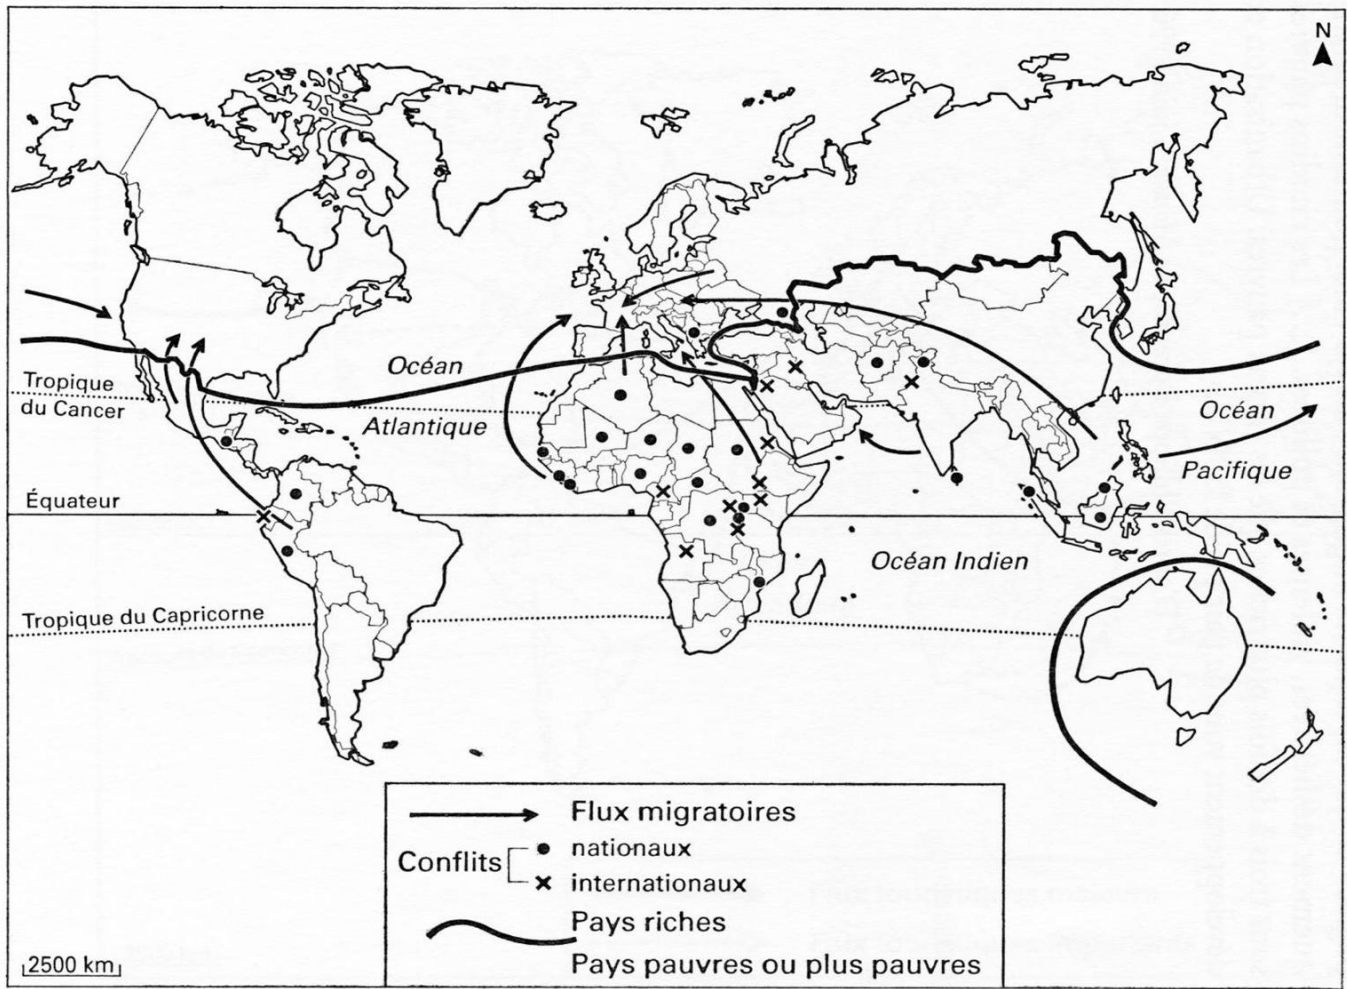 N
Océan
Tropique
du Cancer
Atlantique
Océan
Pacifique
Équateur
Océan Indien
Tropique du Capricorne
Flux migratoires
Conflits
nationaux
internationaux
Pays riches
Pays pauvres ou plus pauvres
2500 km